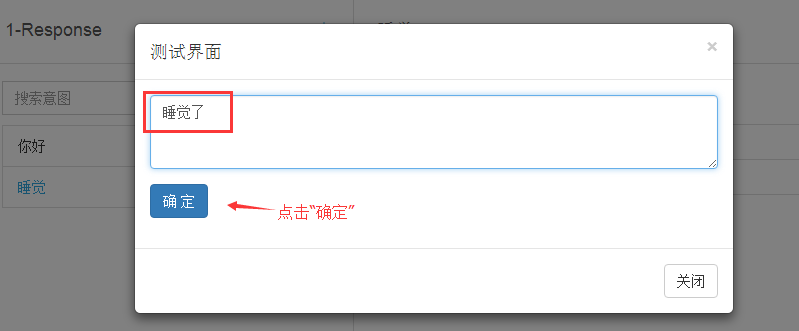 1-Response
测试界面
×
搜索意图
睡觉了
你好
睡觉
确 定
点击“确定”
关闭